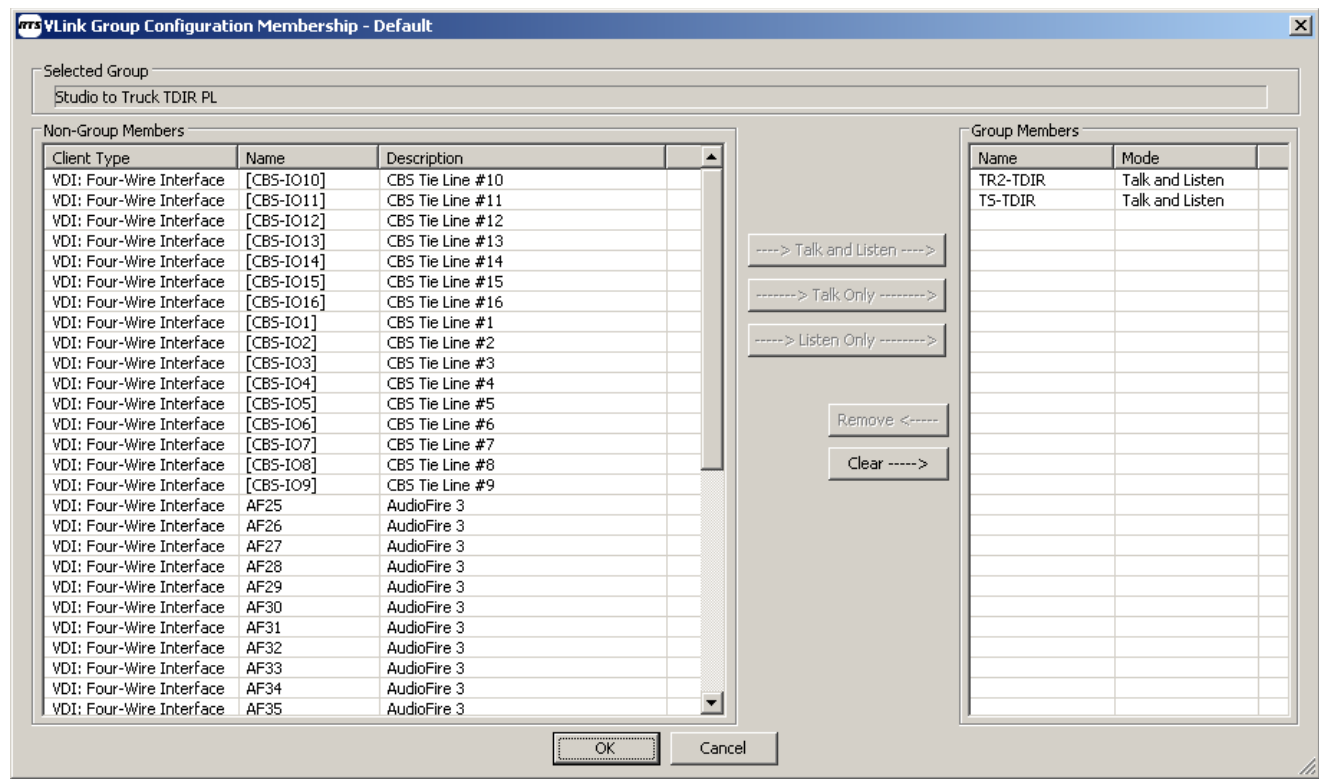 RTS VLink Group Configuration Membership - Default
Selected Group
Studio to Truck TDIR PL
Non-Group Members
Client Type Name Description
VDI: Four-Wire Interface [CBS-IO10] CBS Tie Line #10
VDI: Four-Wire Interface [CBS-IO11] CBS Tie Line #11
VDI: Four-Wire Interface [CBS-IO12] CBS Tie Line #12
VDI: Four-Wire Interface [CBS-IO13] CBS Tie Line #13
VDI: Four-Wire Interface [CBS-IO14] CBS Tie Line #14
VDI: Four-Wire Interface [CBS-IO15] CBS Tie Line #15
VDI: Four-Wire Interface [CBS-IO16] CBS Tie Line #16
VDI: Four-Wire Interface [CBS-IO1] CBS Tie Line #1
VDI: Four-Wire Interface [CBS-IO2] CBS Tie Line #2
VDI: Four-Wire Interface [CBS-IO3] CBS Tie Line #3
VDI: Four-Wire Interface [CBS-IO4] CBS Tie Line #4
VDI: Four-Wire Interface [CBS-IO5] CBS Tie Line #5
VDI: Four-Wire Interface [CBS-IO6] CBS Tie Line #6
VDI: Four-Wire Interface [CBS-IO7] CBS Tie Line #7
VDI: Four-Wire Interface [CBS-IO8] CBS Tie Line #8
VDI: Four-Wire Interface [CBS-IO9] CBS Tie Line #9
VDI: Four-Wire Interface AF25 AudioFire 3
VDI: Four-Wire Interface AF26 AudioFire 3
VDI: Four-Wire Interface AF27 AudioFire 3
VDI: Four-Wire Interface AF28 AudioFire 3
VDI: Four-Wire Interface AF29 AudioFire 3
VDI: Four-Wire Interface AF30 AudioFire 3
VDI: Four-Wire Interface AF31 AudioFire 3
VDI: Four-Wire Interface AF32 AudioFire 3
VDI: Four-Wire Interface AF33 AudioFire 3
VDI: Four-Wire Interface AF34 AudioFire 3
VDI: Four-Wire Interface AF35 AudioFire 3
----> Talk and Listen ---->
-------> Talk Only -------->
-----> Listen Only -------->
Remove <-----
Clear ----->
Group Members
Name Mode
TR2-TDIR Talk and Listen
TS-TDIR Talk and Listen
OK Cancel